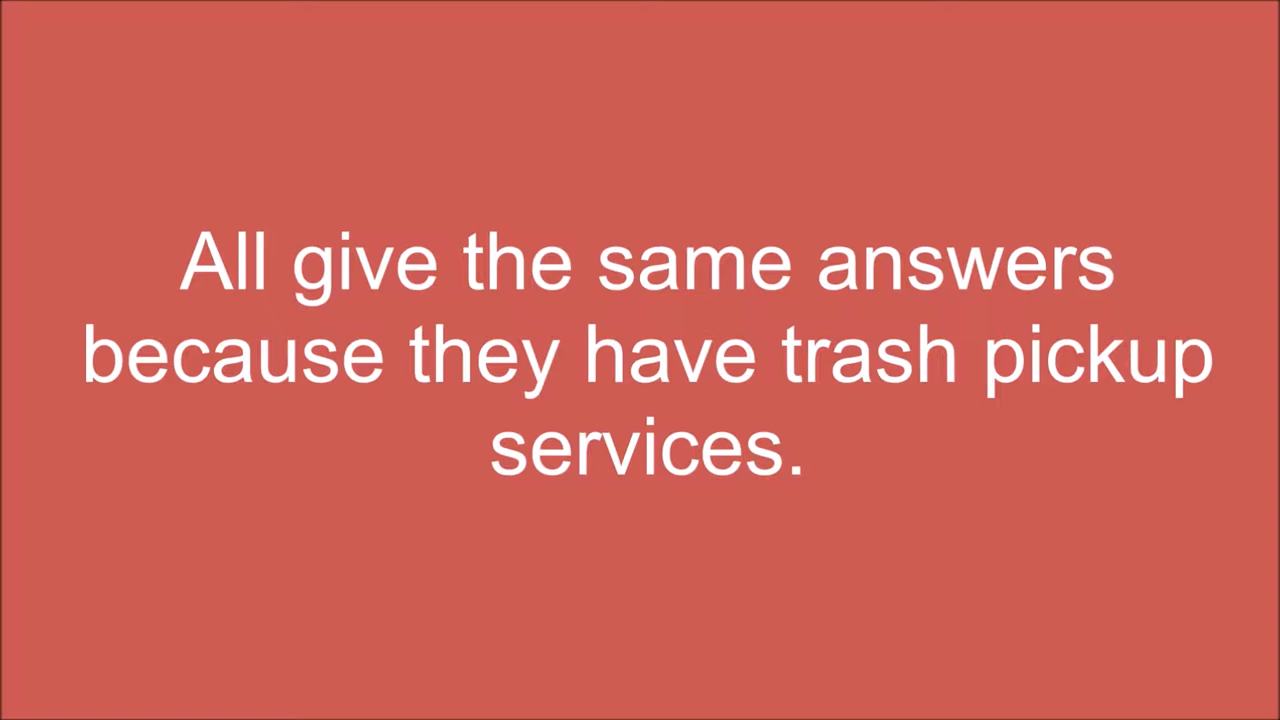 All give the same answers
because they have trash pickup
services.